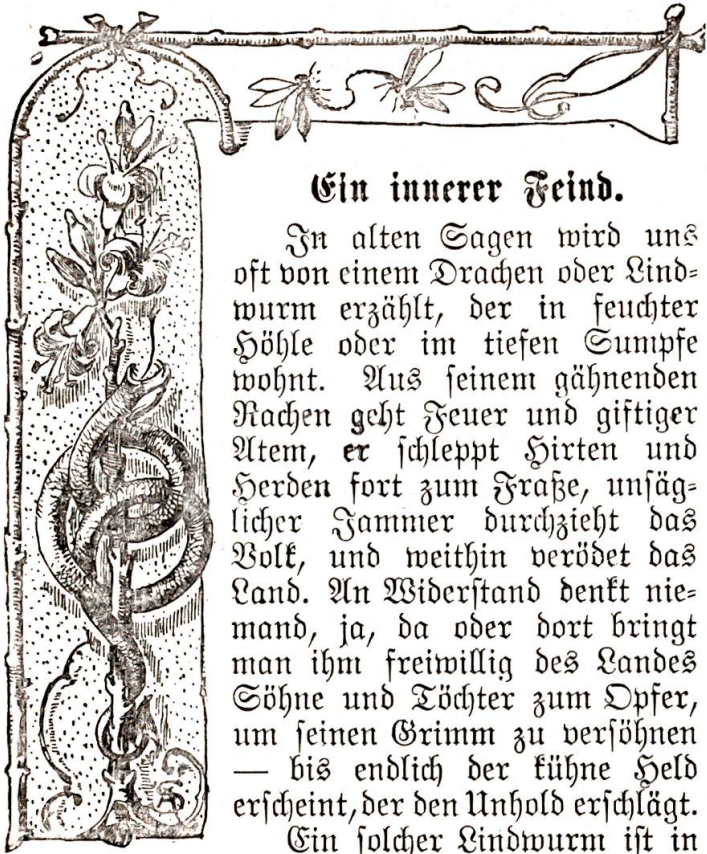 Ein innerer Feind.
In alten Sagen wird uns
oft von einem Drachen oder Lind-
wurm erzählt, der in feuchter
Höhle oder im tiefen Sumpfe
wohnt. Aus seinem gähnenden
Rachen geht Feuer und giftiger
Atem, er schleppt Hirten und
Herden fort zum Fraße, unsäg-
licher Jammer durchzieht das
Volk, und weithin verödet das
Land. An Widerstand denkt nie-
mand, ja, da oder dort bringt
man ihm freiwillig des Landes
Söhne und Töchter zum Opfer,
um seinen Grimm zu versöhnen
— bis endlich der kühne Held
erscheint, der den Unhold erschlägt.
Ein solcher Lindwurm ist in